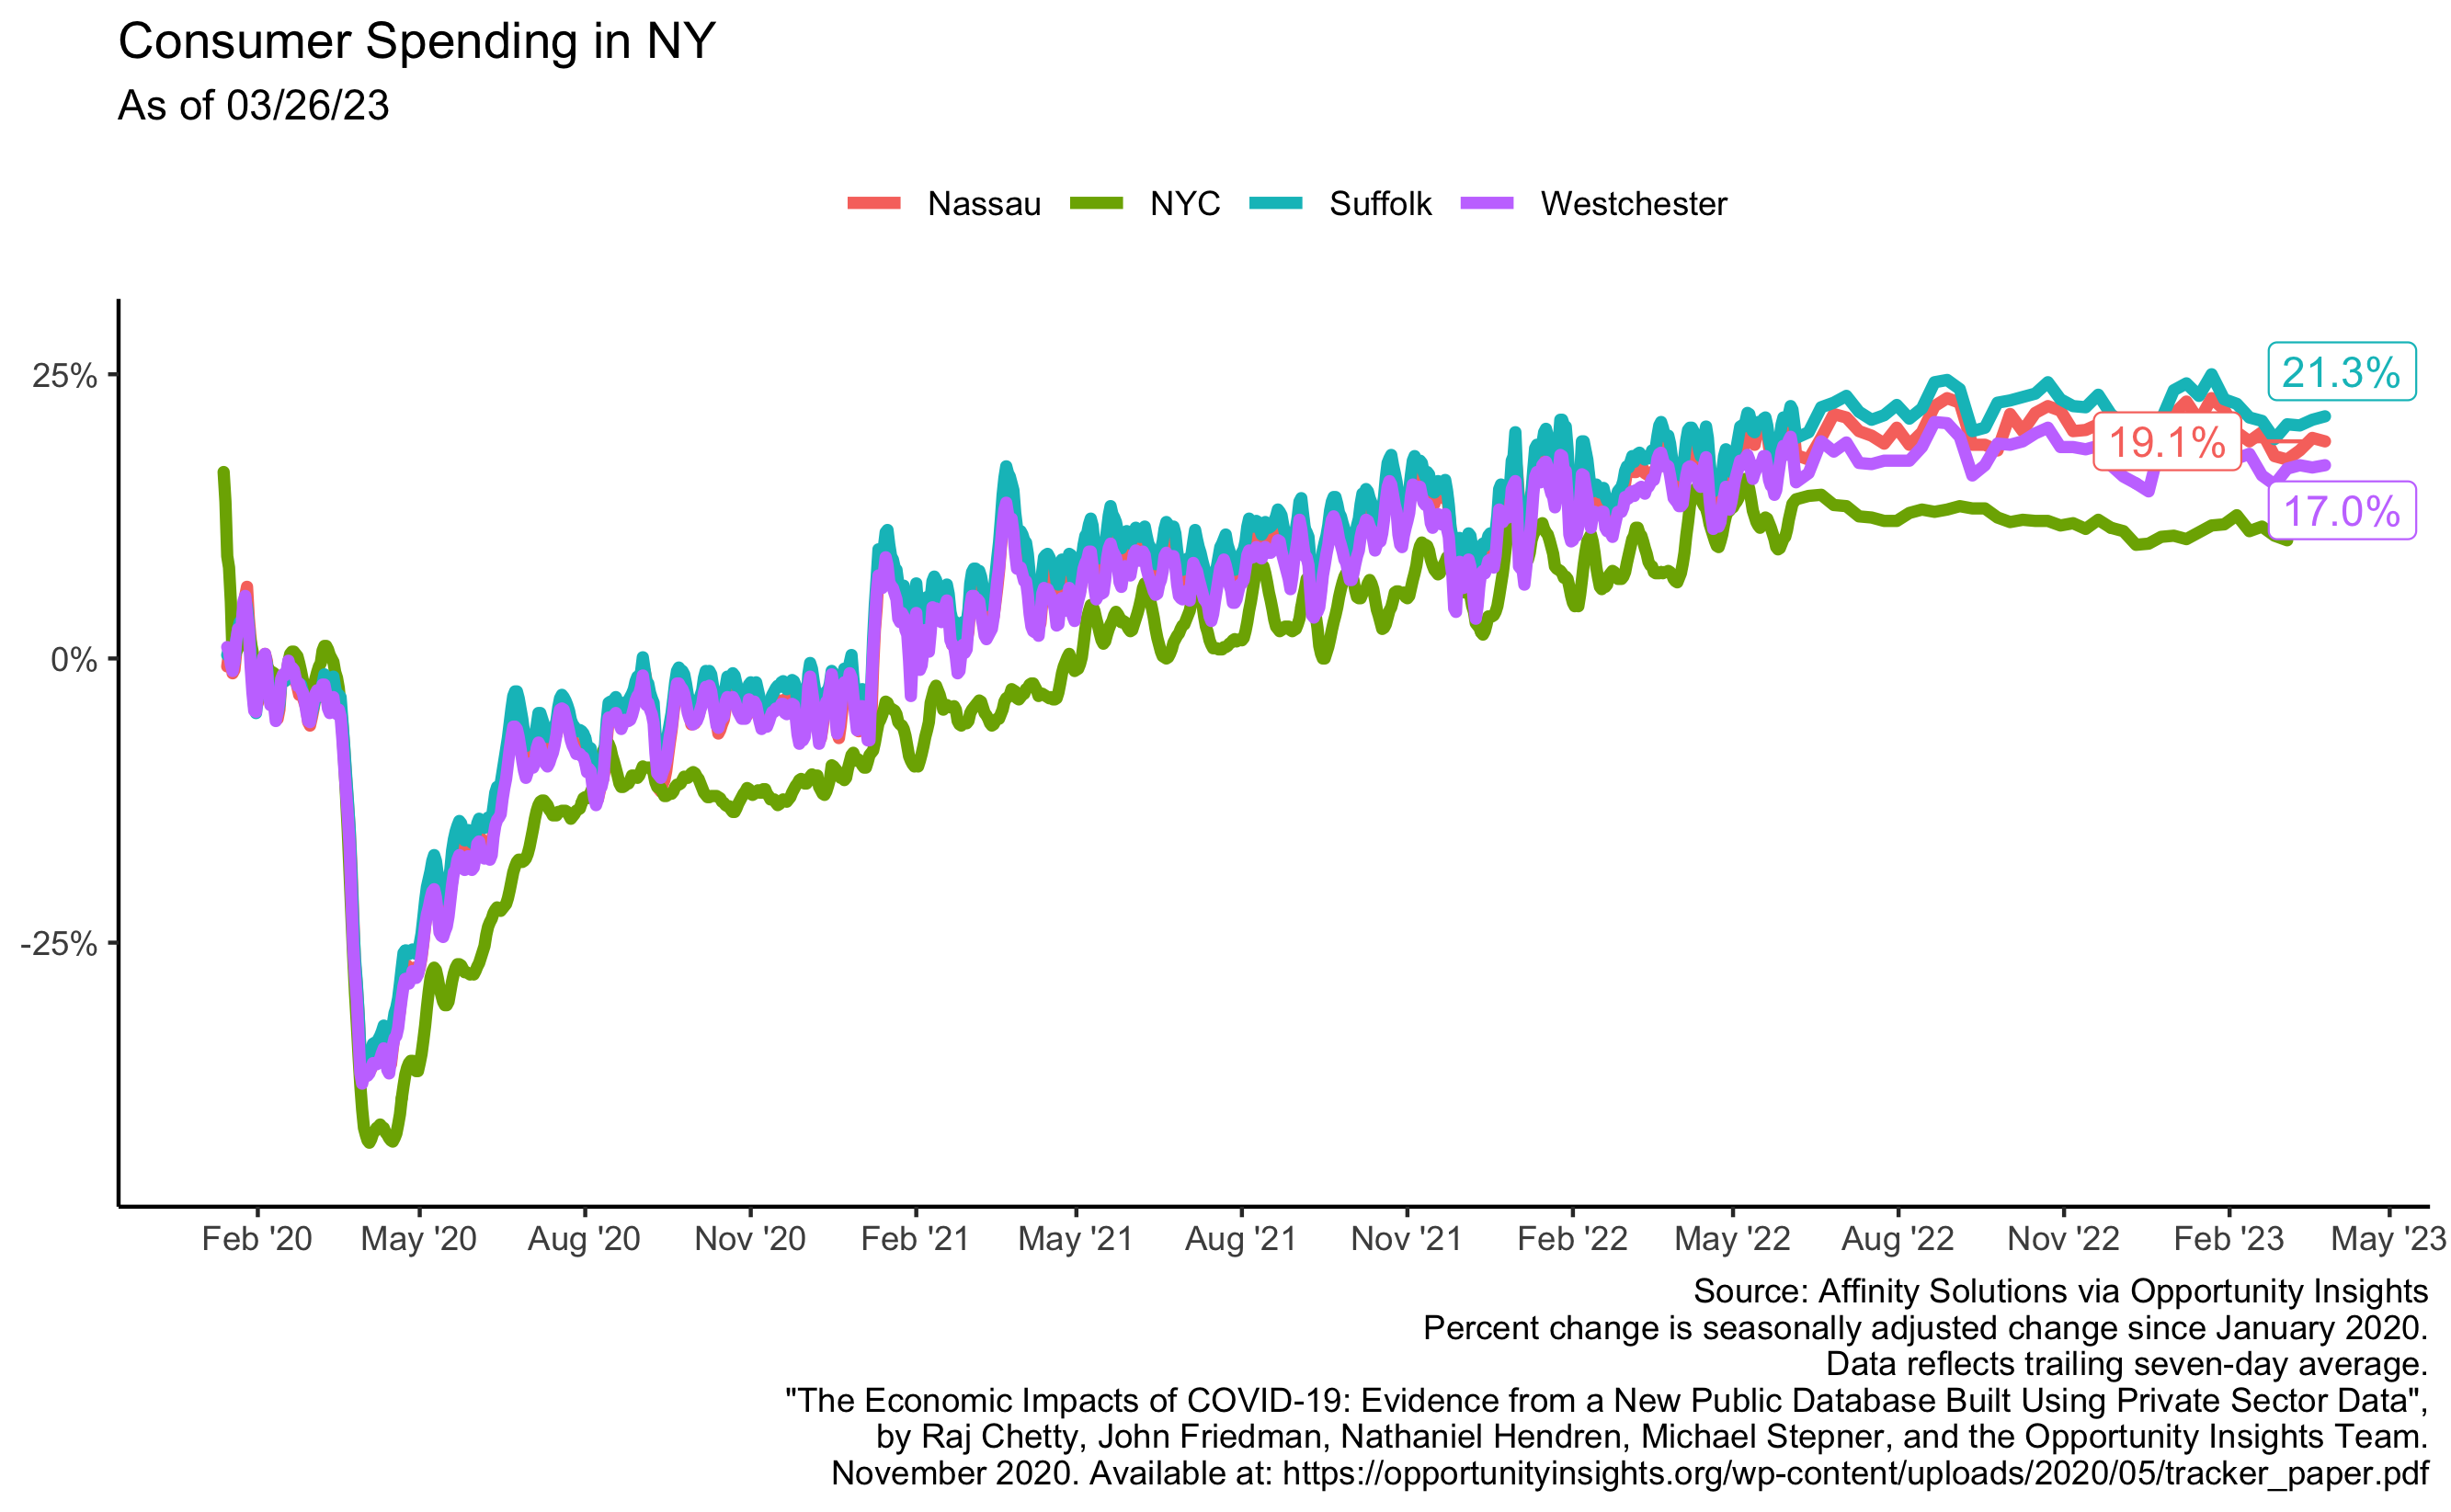 Consumer Spending in NY
As of 03/26/23
Nassau NYC Suffolk Westchester
25%
0%
-25%
21.3%
19.1%
17.0%
Feb '20 May '20 Aug '20 Nov '20 Feb '21 May '21 Aug '21 Nov '21 Feb '22 May '22 Aug '22 Nov '22 Feb '23 May '23
Source: Affinity Solutions via Opportunity Insights
Percent change is seasonally adjusted change since January 2020.
Data reflects trailing seven-day average.
"The Economic Impacts of COVID-19: Evidence from a New Public Database Built Using Private Sector Data",
by Raj Chetty, John Friedman, Nathaniel Hendren, Michael Stepner, and the Opportunity Insights Team.
November 2020. Available at: https://opportunityinsights.org/wp-content/uploads/2020/05/tracker_paper.pdf